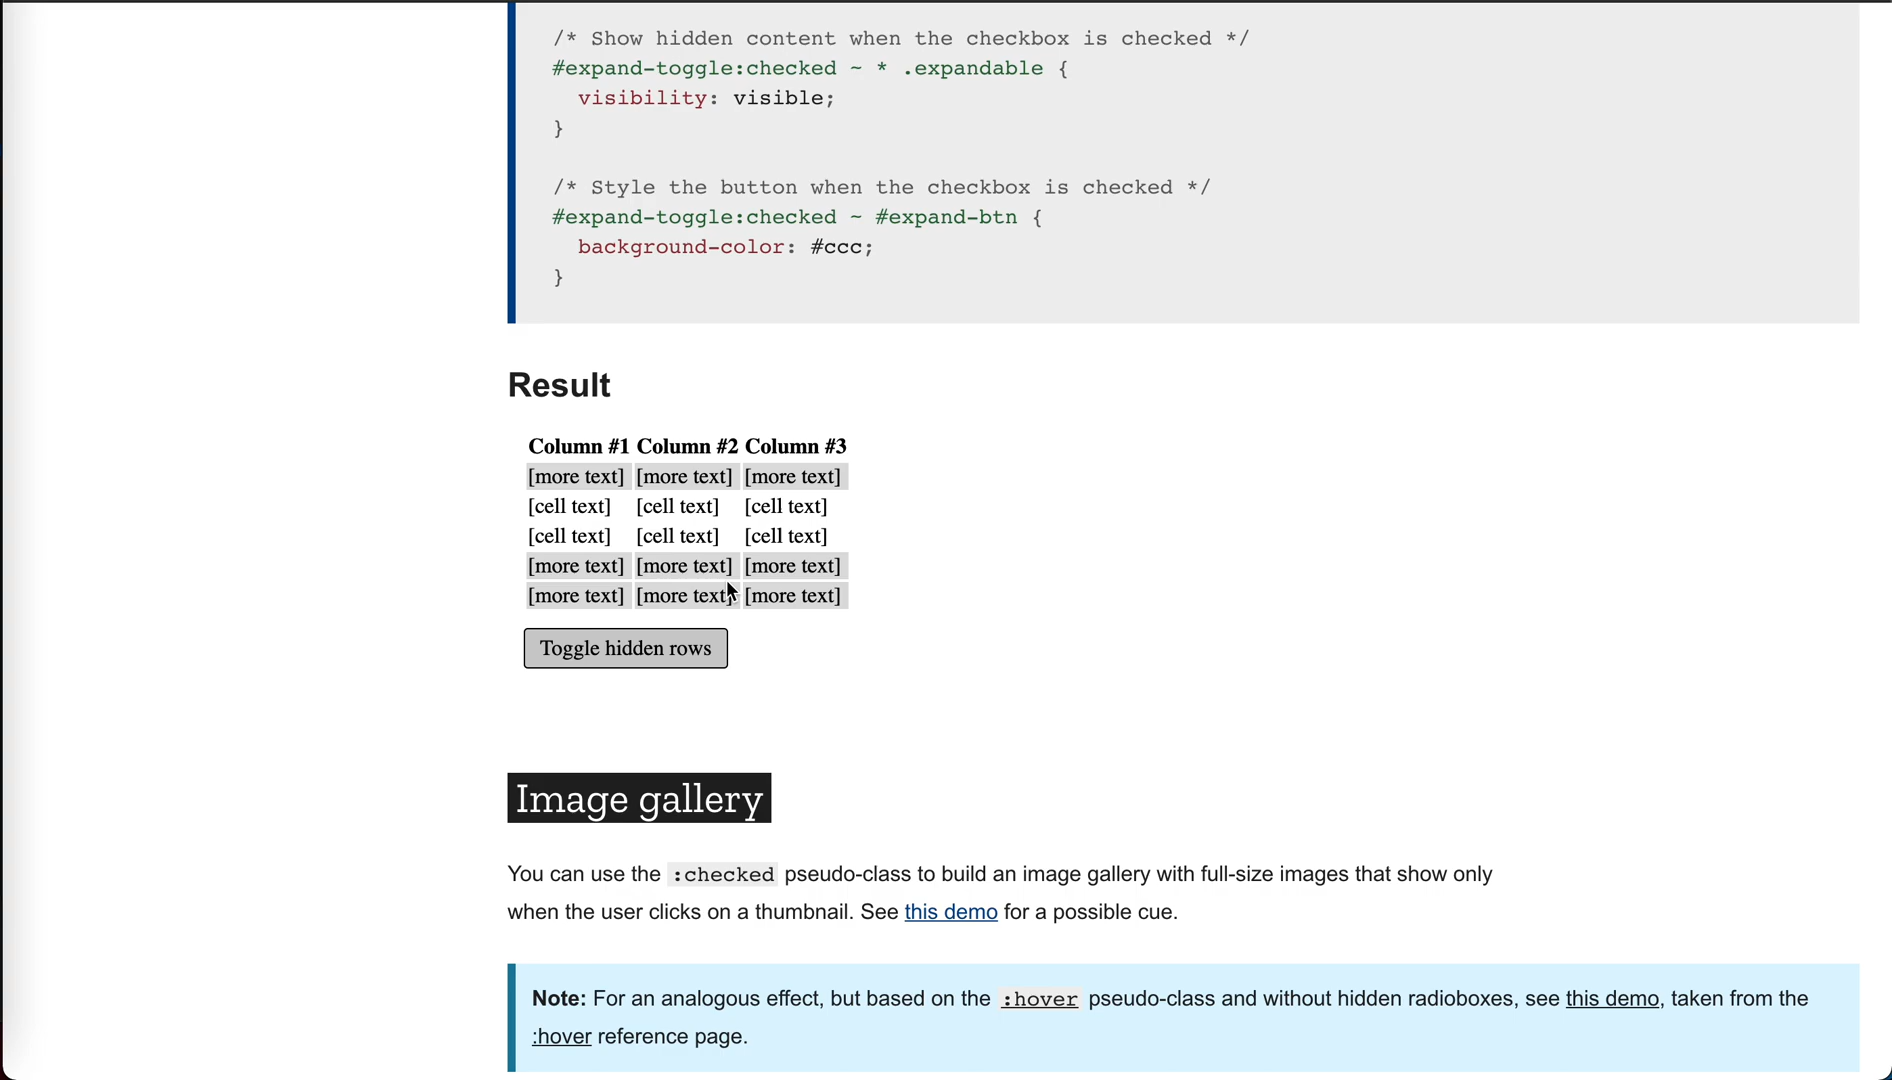 /* Show hidden content when the checkbox is checked */
#expand-toggle:checked ~ * .expandable {
  visibility: visible;
}
/* Style the button when the checkbox is checked */
#expand-toggle:checked ~ #expand-btn {
  background-color: #ccc;
}
Result
Column #1 Column #2 Column #3
[more text] [more text] [more text]
[cell text] [cell text] [cell text]
[cell text] [cell text] [cell text]
[more text] [more text] [more text]
[more text] [more text] [more text]
Toggle hidden rows
Image gallery
You can use the :checked pseudo-class to build an image gallery with full-size images that show only
when the user clicks on a thumbnail. See this demo for a possible cue.
Note: For an analogous effect, but based on the :hover pseudo-class and without hidden radioboxes, see this demo, taken from the
:hover reference page.